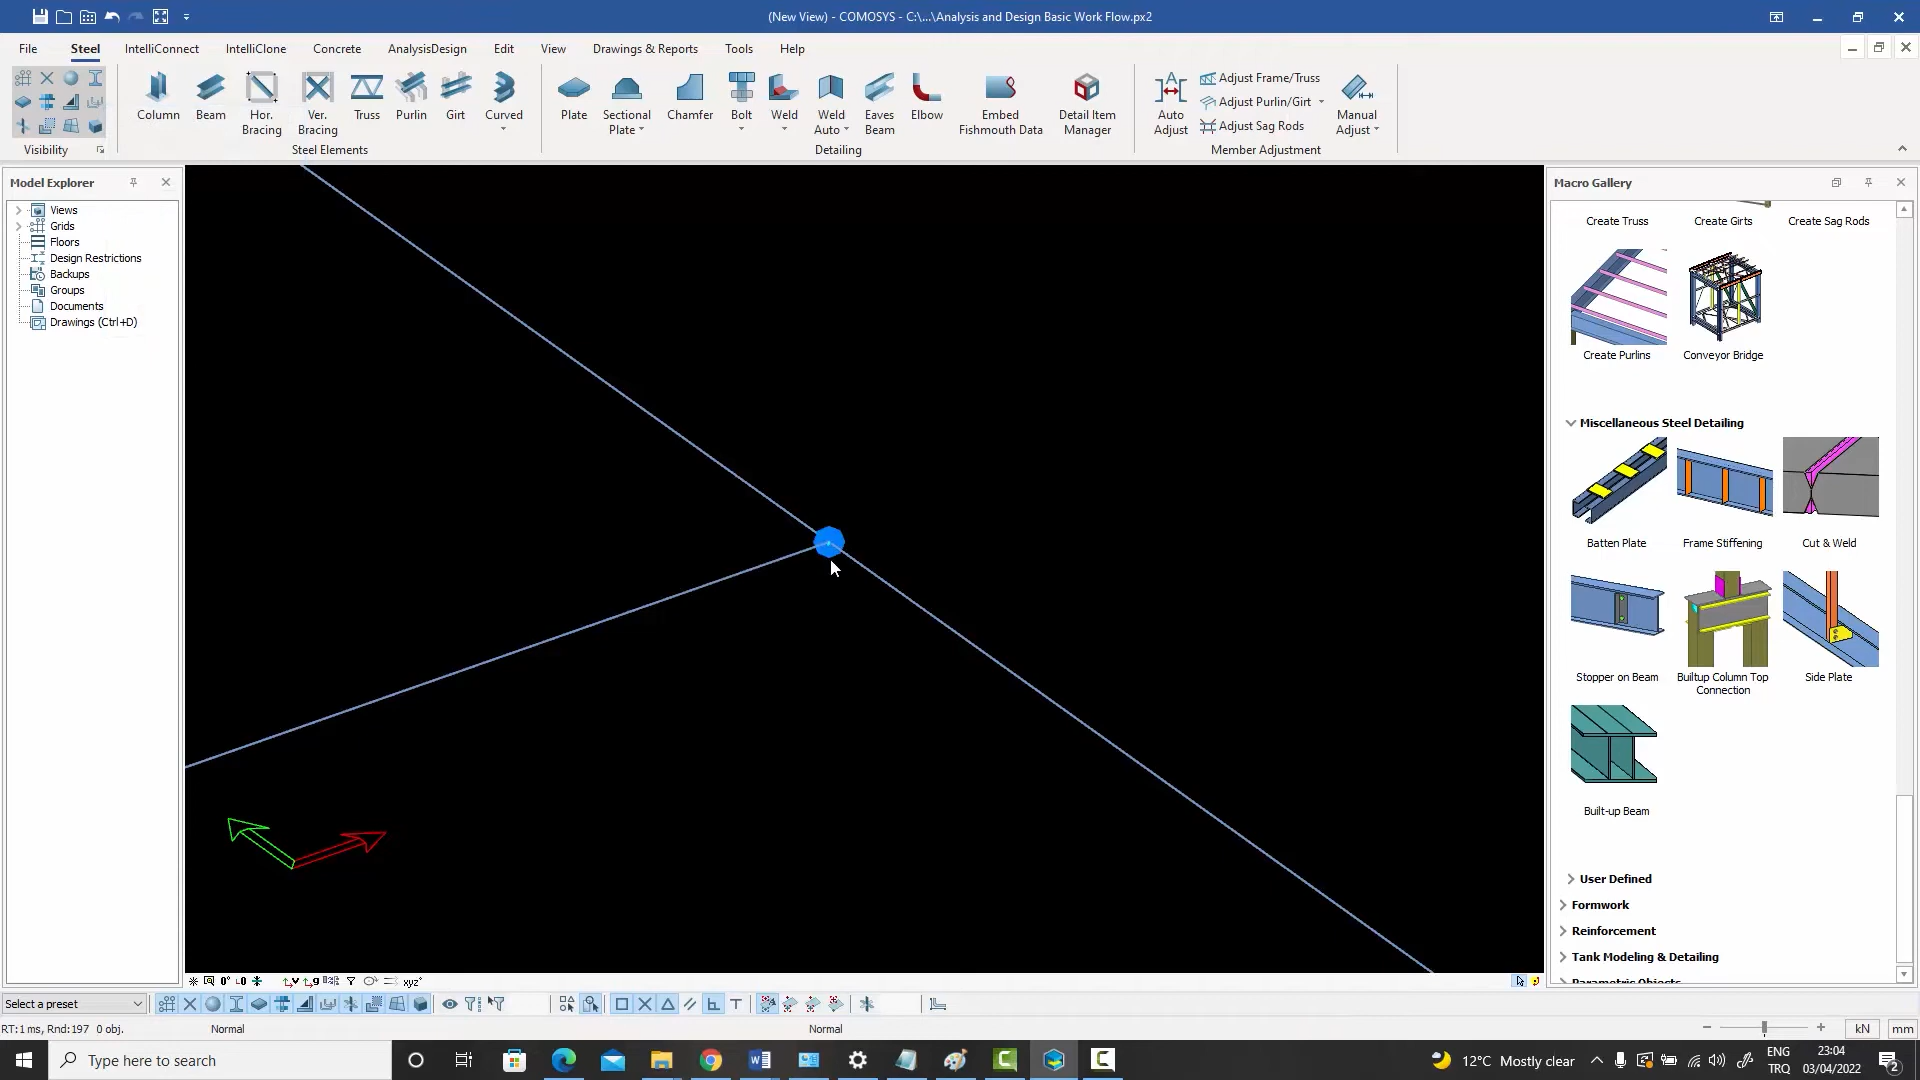 (New View) - COMOSYS - C:\...\Analysis and Design Basic Work Flow.px2
File Steel IntelliConnect IntelliClone Concrete AnalysisDesign Edit View Drawings & Reports Tools Help
Column Beam Hor. Bracing Ver. Bracing Truss Purlin Girt Curved
Plate Sectional Plate Chamfer Bolt Weld Weld Auto Eaves Beam Elbow Embed Fishmouth Data Detail Item Manager
Auto Adjust Adjust Frame/Truss
Adjust Purlin/Girt
Adjust Sag Rods
Manual Adjust
Visibility Steel Elements Detailing Member Adjustment
Model Explorer
Views
Grids
Floors
Design Restrictions
Backups
Groups
Documents
Drawings (Ctrl+D)
Macro Gallery
Create Truss Create Girts Create Sag Rods
Create Purlins Conveyor Bridge
Miscellaneous Steel Detailing
Batten Plate Frame Stiffening Cut & Weld
Stopper on Beam Builtup Column Top Connection Side Plate
Built-up Beam
User Defined
Formwork
Reinforcement
Tank Modeling & Detailing
Parametric Objects
xyz
Select a preset
RT:1 ms, Rnd:197 0 obj. Normal Normal kN mm
Type here to search
12°C Mostly clear
ENG
TRQ
23:04
03/04/2022
2